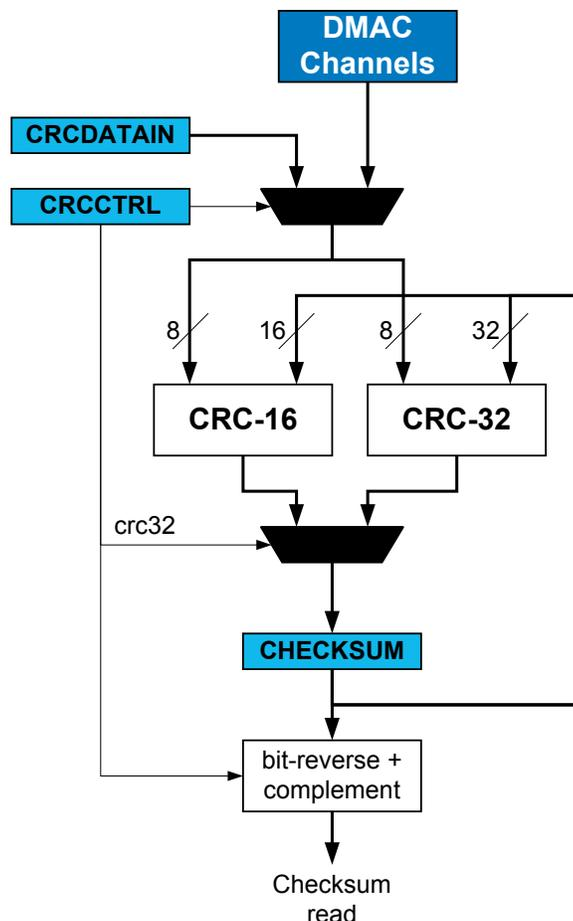 DMAC
Channels
CRCDATAIN
CRCCTRL
8
16
8
32
CRC-16
CRC-32
crc32
CHECKSUM
bit-reverse +
complement
Checksum
read